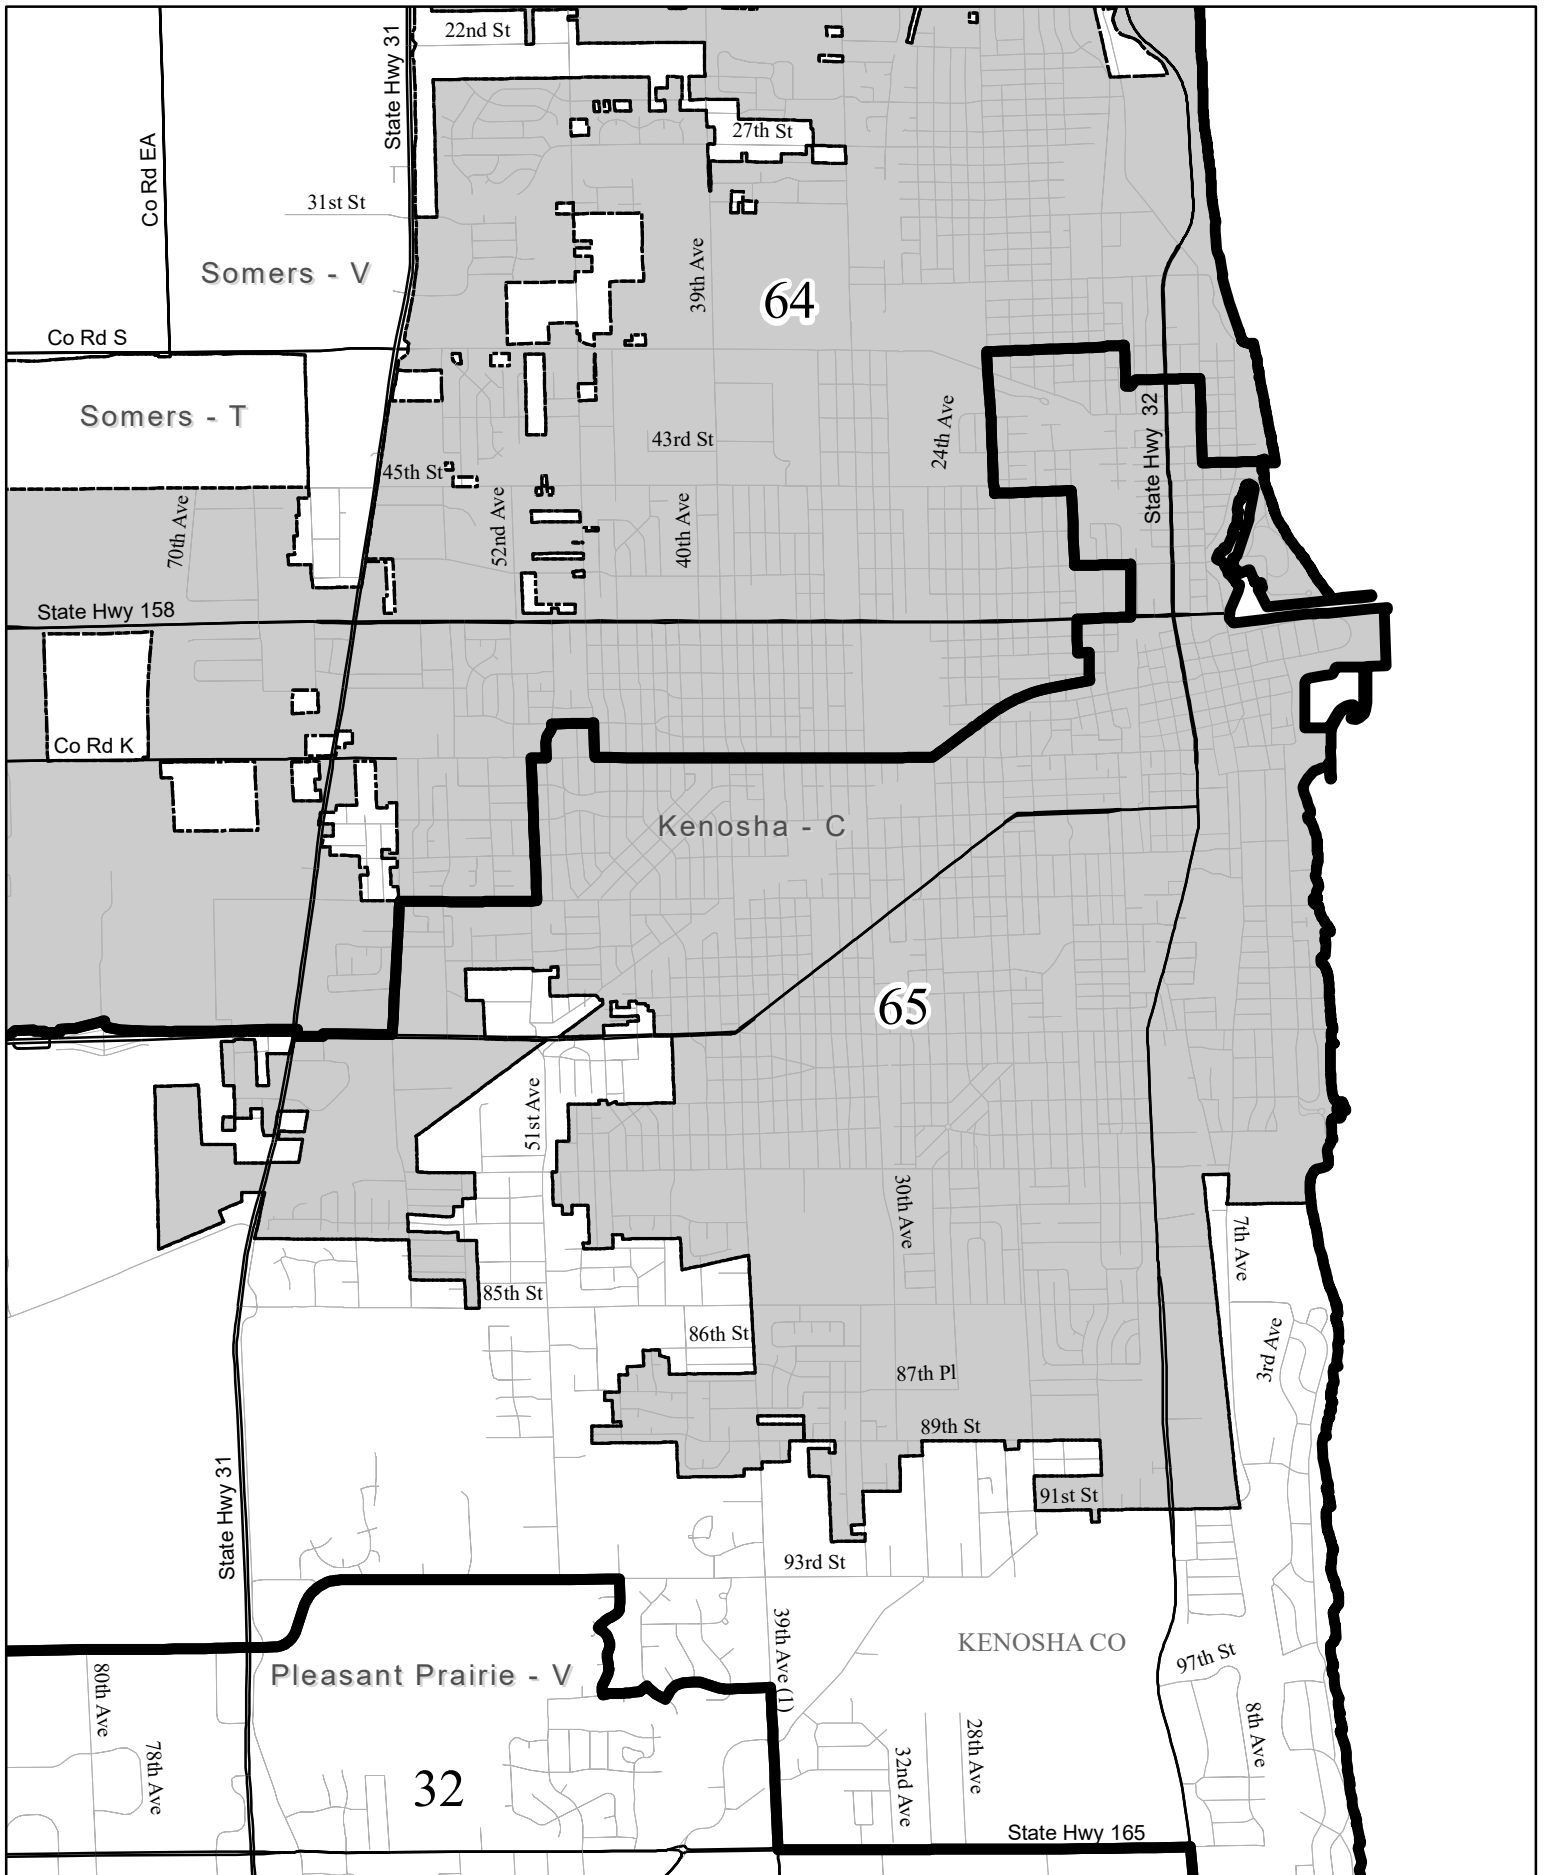 22nd St
State Hwy 31
27th St
Co Rd EA
31st St
Somers - V
39th Ave
64
Co Rd S
Somers - T
24th Ave
State Hwy 32
43rd St
45th St
70th Ave
52nd Ave
40th Ave
State Hwy 158
Co Rd K
Kenosha - C
65
51st Ave
30th Ave
7th Ave
85th St
86th St
3rd Ave
87th Pl
89th St
State Hwy 31
91st St
93rd St
39th Ave (1)
KENOSHA CO
97th St
80th Ave
Pleasant Prairie - V
8th Ave
78th Ave
32
32nd Ave
28th Ave
State Hwy 165